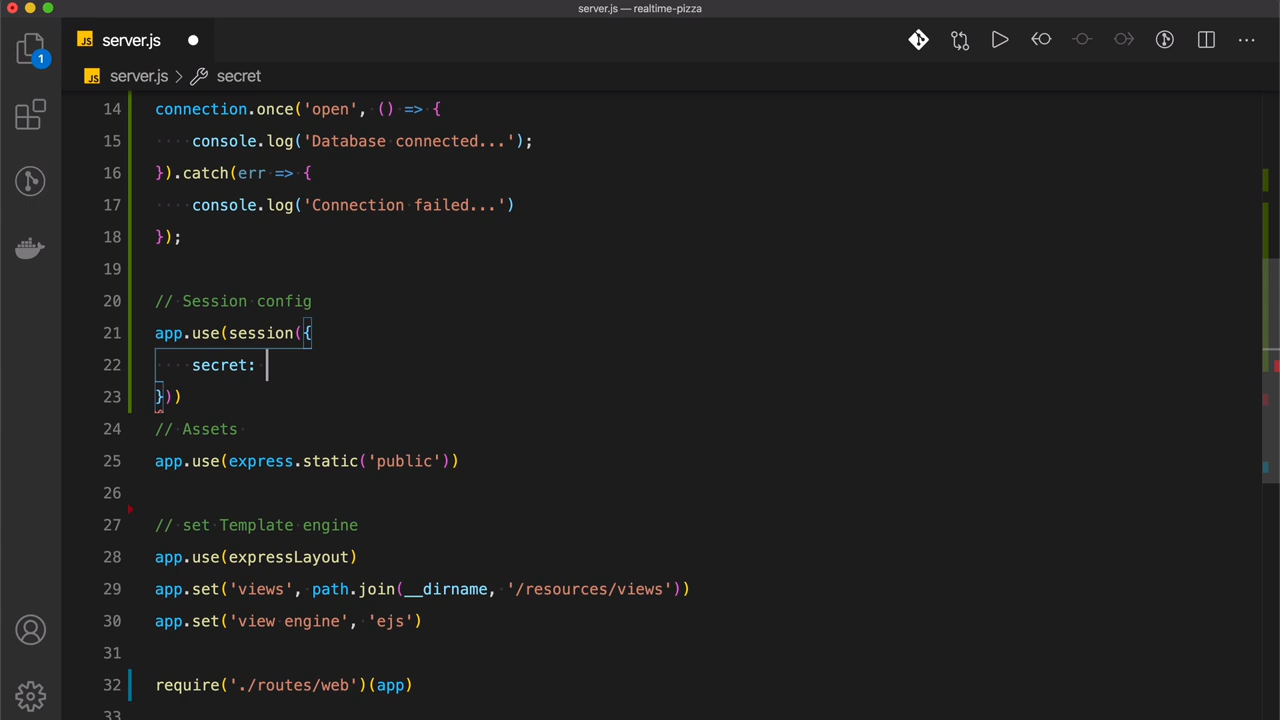 server.js — realtime-pizza
JS server.js
JS server.js > secret
1
14 connection.once('open', () => {
15 console.log('Database connected...');
16 }).catch(err => {
17 console.log('Connection failed...')
18 });
19
20 // Session config
21 app.use(session({
22 secret:
23 }))
24 // Assets
25 app.use(express.static('public'))
26
27 // set Template engine
28 app.use(expressLayout)
29 app.set('views', path.join(__dirname, '/resources/views'))
30 app.set('view engine', 'ejs')
31
32 require('./routes/web')(app)
33